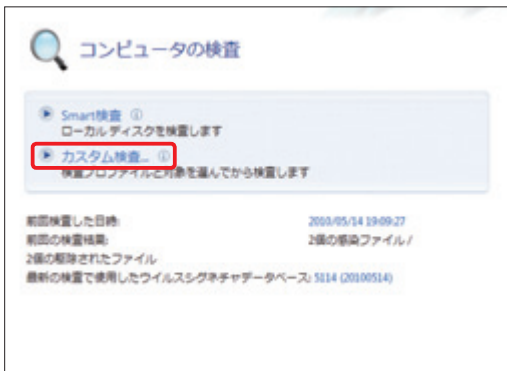 コンピュータの検査
Smart検査
ローカルディスクを検査します
カスタム検査...
検査プロファイルと対象を選んでから検査します
前回検査した日時: 2010/05/14 19:09:27
前回の検査結果: 2個の感染ファイル /
2個の駆除されたファイル
最新の検査で使用したウイルスシグネチャデータベース: 5114 (20100514)